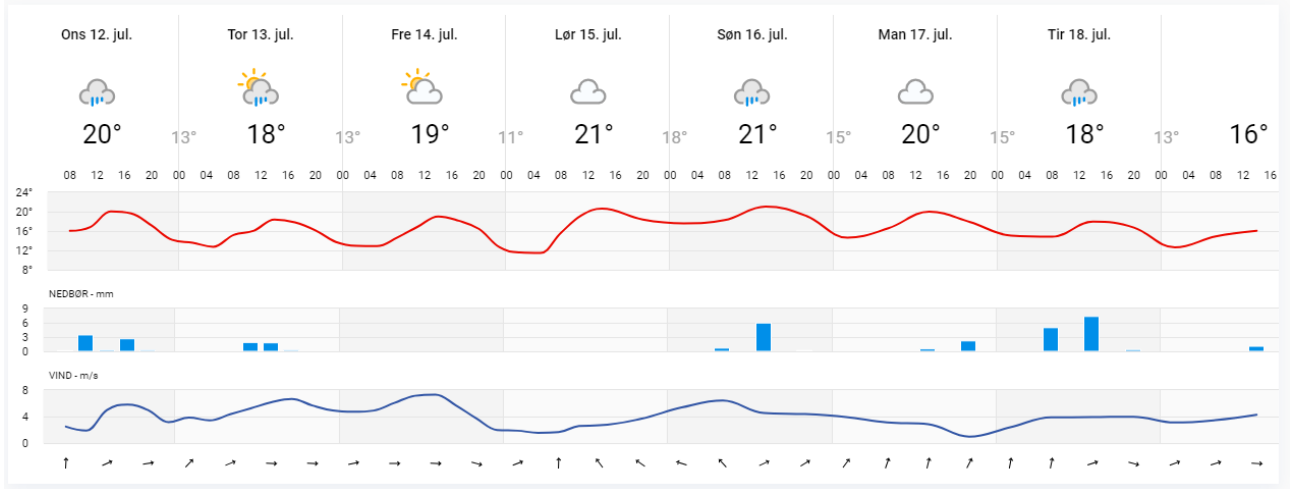 Ons 12. jul. Tor 13. jul. Fre 14. jul. Lør 15. jul. Søn 16. jul. Man 17. jul. Tir 18. jul.
20° 13° 18° 13° 19° 11° 21° 18° 21° 15° 20° 15° 18° 13° 16°
08 12 16 20 00 04 08 12 16 20 00 04 08 12 16 20 00 04 08 12 16 20 00 04 08 12 16 20 00 04 08 12 16 20 00 04 08 12 16 20 00 04 08 12 16
24°
20°
16°
12°
8°
NEDBØR - mm
9
6
3
0
VIND - m/s
8
4
0